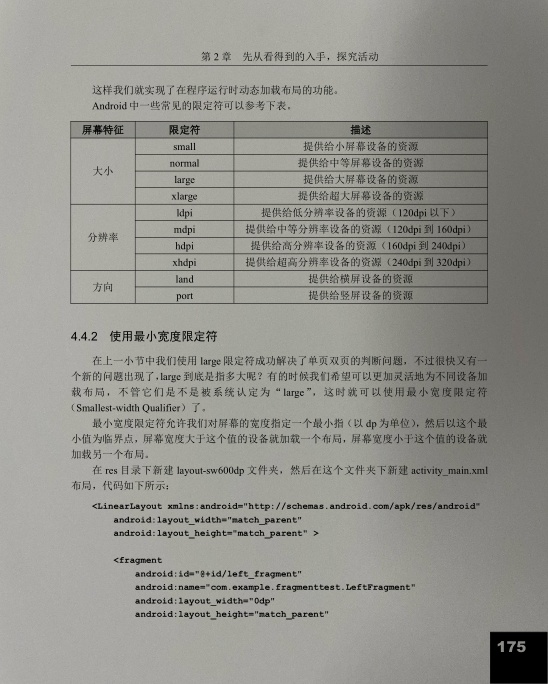 第 2 章 先从看得到的入手，探究活动
这样我们就实现了在程序运行时动态加载布局的功能。
Android 中一些常见的限定符可以参考下表。
屏幕特征 限定符 描述
大小 small 提供给小屏幕设备的资源
normal 提供给中等屏幕设备的资源
large 提供给大屏幕设备的资源
xlarge 提供给超大屏幕设备的资源
分辨率 ldpi 提供给低分辨率设备的资源（120dpi 以下）
mdpi 提供给中等分辨率设备的资源（120dpi 到 160dpi）
hdpi 提供给高分辨率设备的资源（160dpi 到 240dpi）
xhdpi 提供给超高分辨率设备的资源（240dpi 到 320dpi）
方向 land 提供给横屏设备的资源
port 提供给竖屏设备的资源
4.4.2 使用最小宽度限定符
在上一小节中我们使用 large 限定符成功解决了单页双页的判断问题，不过很快又有一
个新的问题出现了，large 到底是指多大呢？有的时候我们希望可以更加灵活地为不同设备加
载布局，不管它们是不是被系统认定为“large”，这时就可以使用最小宽度限定符
（Smallest-width Qualifier）了。
最小宽度限定符允许我们对屏幕的宽度指定一个最小指（以 dp 为单位），然后以这个最
小值为临界点，屏幕宽度大于这个值的设备就加载一个布局，屏幕宽度小于这个值的设备就
加载另一个布局。
在 res 目录下新建 layout-sw600dp 文件夹，然后在这个文件夹下新建 activity_main.xml
布局，代码如下所示：
<LinearLayout xmlns:android="http://schemas.android.com/apk/res/android"
android:layout_width="match_parent"
android:layout_height="match_parent" >
<fragment
android:id="@+id/left_fragment"
android:name="com.example.fragmenttest.LeftFragment"
android:layout_width="0dp"
android:layout_height="match_parent"
175